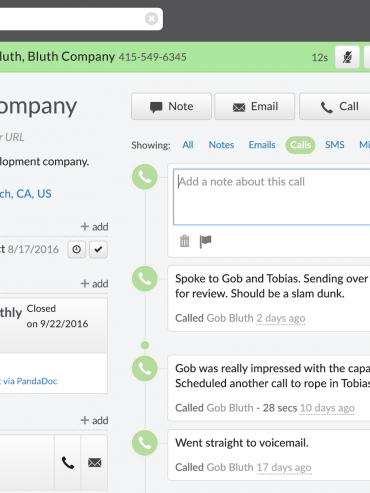 luth, Bluth Company 415-549-6345 12s
ompany
r URL
lopment company.
ch, CA, US
+ add
t 8/17/2016
+ add
thly Closed
on 9/22/2016
t via PandaDoc
+ add
Note Email Call
Showing: All Notes Emails Calls SMS Mi
Add a note about this call
Spoke to Gob and Tobias. Sending over
for review. Should be a slam dunk.
Called Gob Bluth 2 days ago
Gob was really impressed with the capa
Scheduled another call to rope in Tobias
Called Gob Bluth - 28 secs 10 days ago
Went straight to voicemail.
Called Gob Bluth 17 days ago